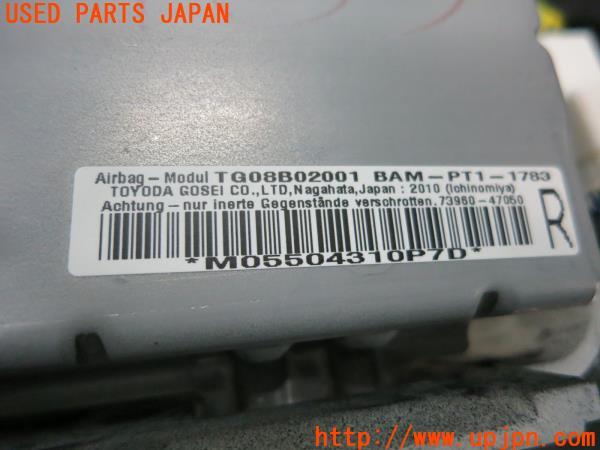 USED PARTS JAPAN
Airbag-Modul TG08B02001 BAM-PT1-1783
TOYODA GOSEI CO.,LTD,Nagahata,Japan : 2010 (Ichinomiya)
Achtung-nur inerte Gegenstände verschrotten. 73960-47050
R
*M05504310P7D*
http://www.upjpn.com